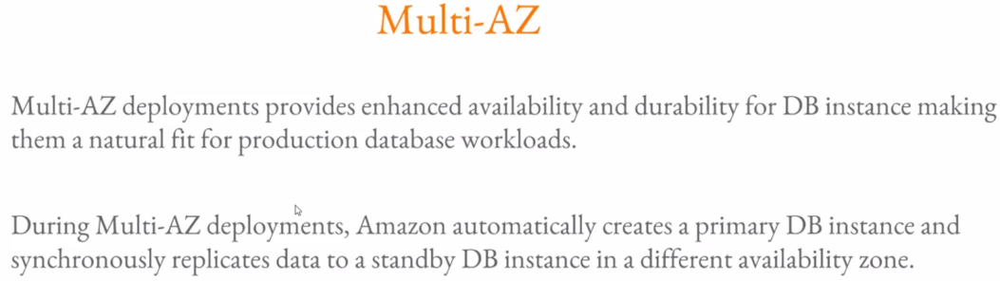 Multi-AZ
Multi-AZ deployments provides enhanced availability and durability for DB instance making
them a natural fit for production database workloads.
During Multi-AZ deployments, Amazon automatically creates a primary DB instance and
synchronously replicates data to a standby DB instance in a different availability zone.